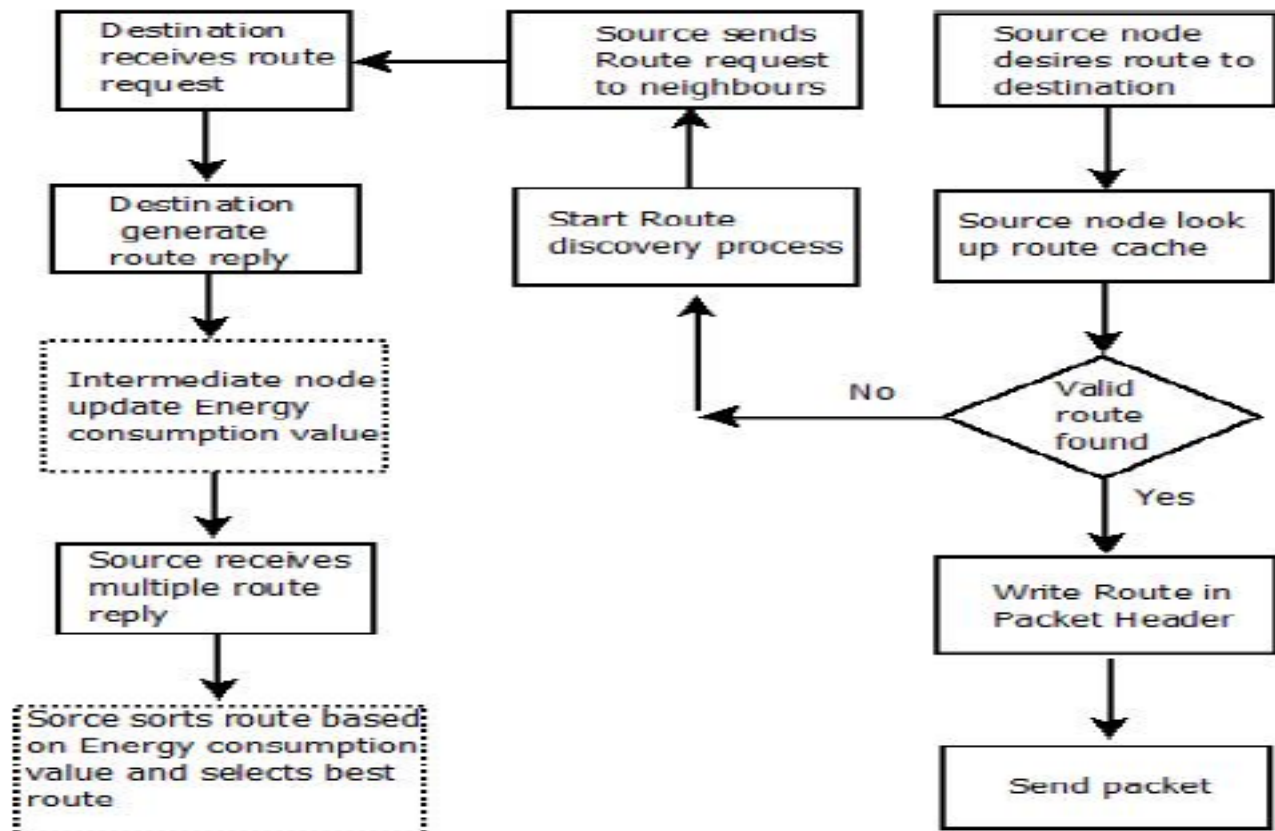 Destination
receives route
request
Source sends
Route request
to neighbours
Source node
desires route to
destination
Destination
generate
route reply
Start Route
discovery process
Source node look
up route cache
Intermediate node
update Energy
consumption value
No
Valid
route
found
Yes
Source receives
multiple route
reply
Write Route in
Packet Header
Sorce sorts route based
on Energy consumption
value and selects best
route
Send packet